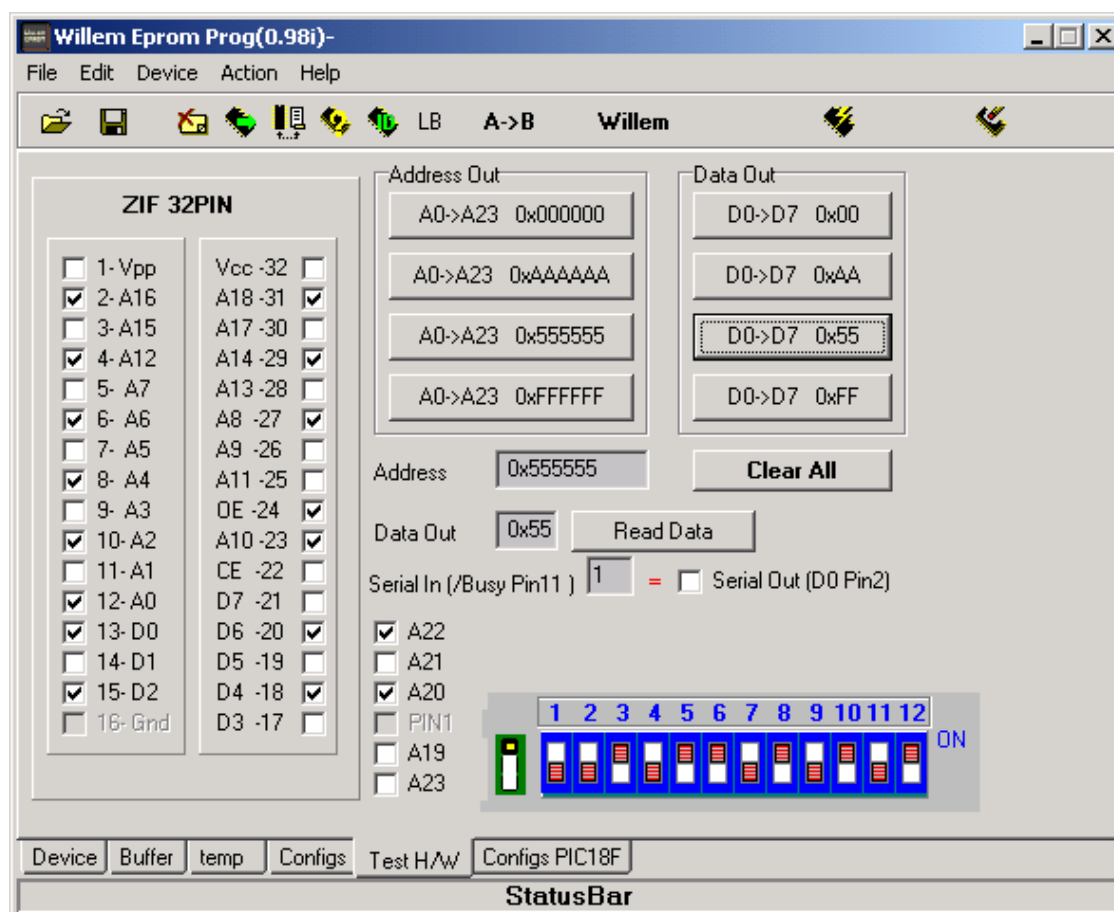 Willem Eprom Prog(0.98i)-
File Edit Device Action Help
LB A->B Willem
ZIF 32PIN
1- Vpp Vcc -32
2- A16 A18 -31
3- A15 A17 -30
4- A12 A14 -29
5- A7 A13 -28
6- A6 A8 -27
7- A5 A9 -26
8- A4 A11 -25
9- A3 OE -24
10- A2 A10 -23
11- A1 CE -22
12- A0 D7 -21
13- D0 D6 -20
14- D1 D5 -19
15- D2 D4 -18
16- Gnd D3 -17
Address Out
A0->A23 0x000000
A0->A23 0xAAAAAA
A0->A23 0x555555
A0->A23 0xFFFFFF
Data Out
D0->D7 0x00
D0->D7 0xAA
D0->D7 0x55
D0->D7 0xFF
Address 0x555555 Clear All
Data Out 0x55 Read Data
Serial In (/Busy Pin11 ) 1 = Serial Out (D0 Pin2)
A22
A21
A20
PIN1
A19
A23
1 2 3 4 5 6 7 8 9 10 11 12
ON
Device Buffer temp Configs Test H/W Configs PIC18F
StatusBar